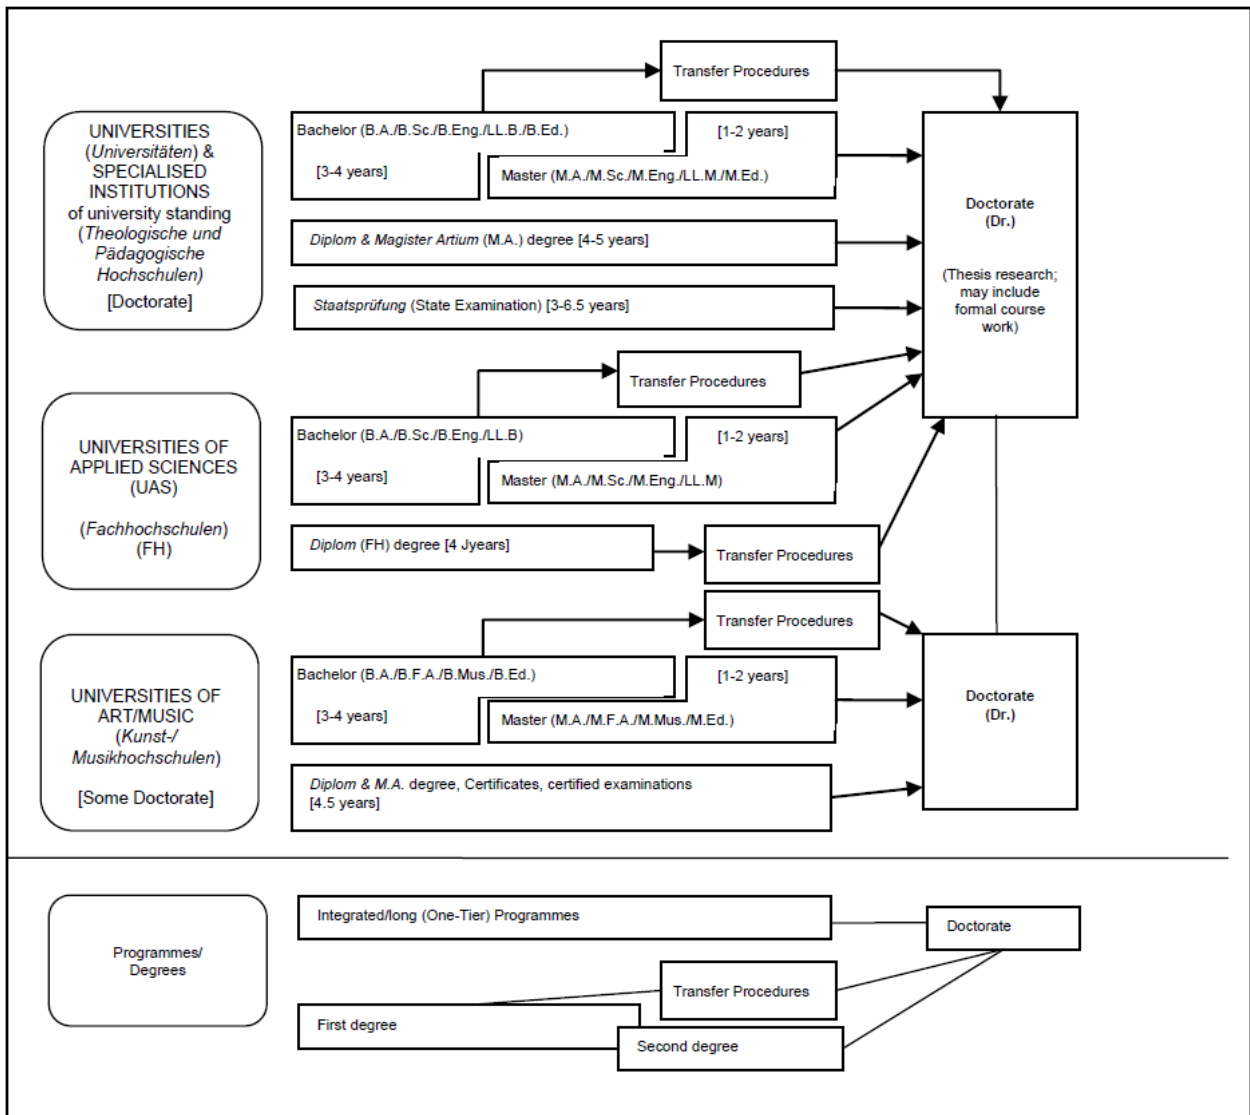 Transfer Procedures
UNIVERSITIES
(Universitäten) &
SPECIALISED
INSTITUTIONS
of university standing
(Theologische und
Pädagogische
Hochschulen)
[Doctorate]
Bachelor (B.A./B.Sc./B.Eng./LL.B./B.Ed.)
[1-2 years]
[3-4 years]
Master (M.A./M.Sc./M.Eng./LL.M./M.Ed.)
Diplom & Magister Artium (M.A.) degree [4-5 years]
Staatsprüfung (State Examination) [3-6.5 years]
Doctorate
(Dr.)
(Thesis research;
may include
formal course
work)
Transfer Procedures
UNIVERSITIES OF
APPLIED SCIENCES
(UAS)
(Fachhochschulen)
(FH)
Bachelor (B.A./B.Sc./B.Eng./LL.B)
[1-2 years]
[3-4 years]
Master (M.A./M.Sc./M.Eng./LL.M)
Diplom (FH) degree [4 Jyears]
Transfer Procedures
Transfer Procedures
UNIVERSITIES OF
ART/MUSIC
(Kunst-/
Musikhochschulen)
[Some Doctorate]
Bachelor (B.A./B.F.A./B.Mus./B.Ed.)
[1-2 years]
[3-4 years]
Master (M.A./M.F.A./M.Mus./M.Ed.)
Diplom & M.A. degree, Certificates, certified examinations
[4.5 years]
Doctorate
(Dr.)
Programmes/
Degrees
Integrated/long (One-Tier) Programmes
Doctorate
Transfer Procedures
First degree
Second degree